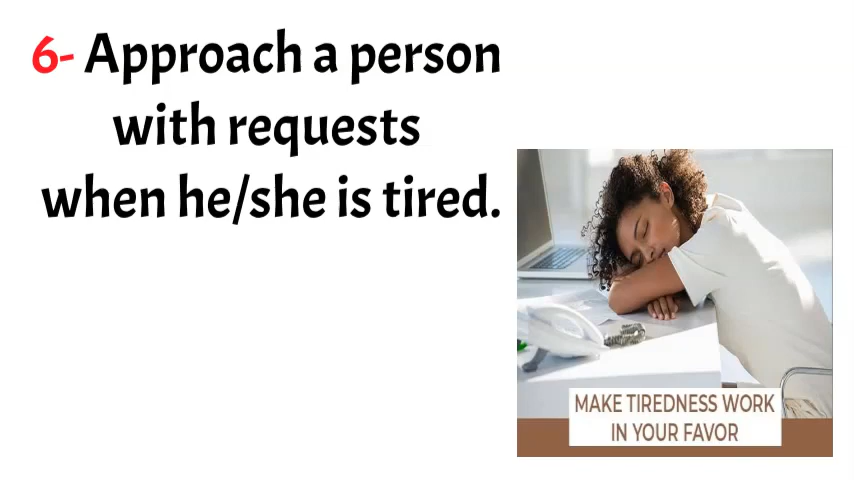 6- Approach a person
with requests
when he/she is tired.
MAKE TIREDNESS WORK
IN YOUR FAVOR